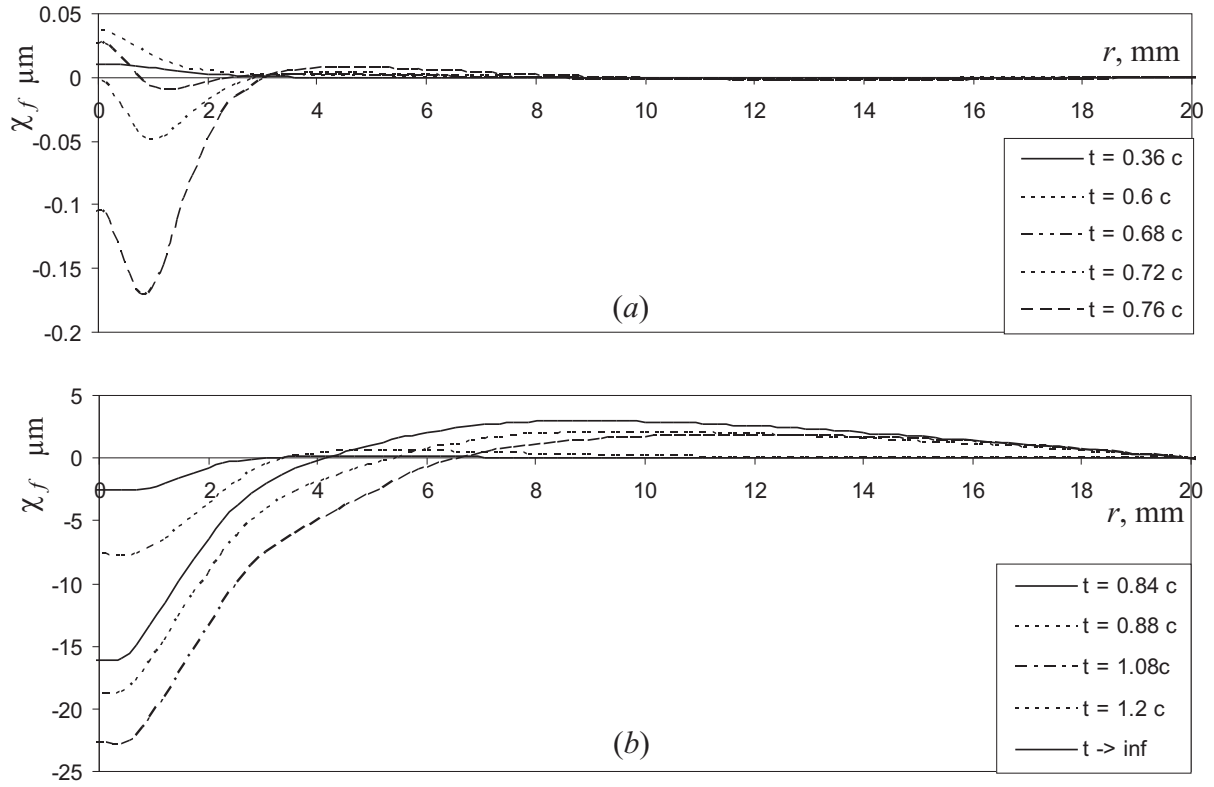 0.05
0
-0.05
-0.1
-0.15
-0.2
χf μm
r, mm
0 2 4 6 8 10 12 14 16 18 20
t = 0.36 c
t = 0.6 c
t = 0.68 c
t = 0.72 c
t = 0.76 c
(a)
5
0
-5
-10
-15
-20
-25
χf μm
0 2 4 6 8 10 12 14 16 18 20
r, mm
t = 0.84 c
t = 0.88 c
t = 1.08c
t = 1.2 c
t -> inf
(b)